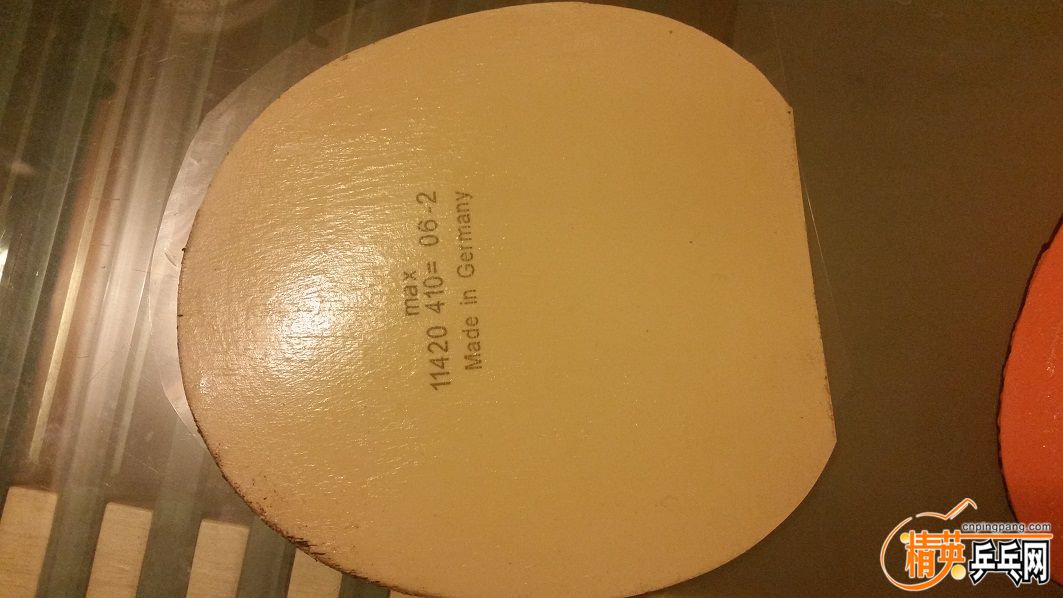 max
11420 410= 06-2
Made in Germany
cnpingpang.com
精英乒乓网